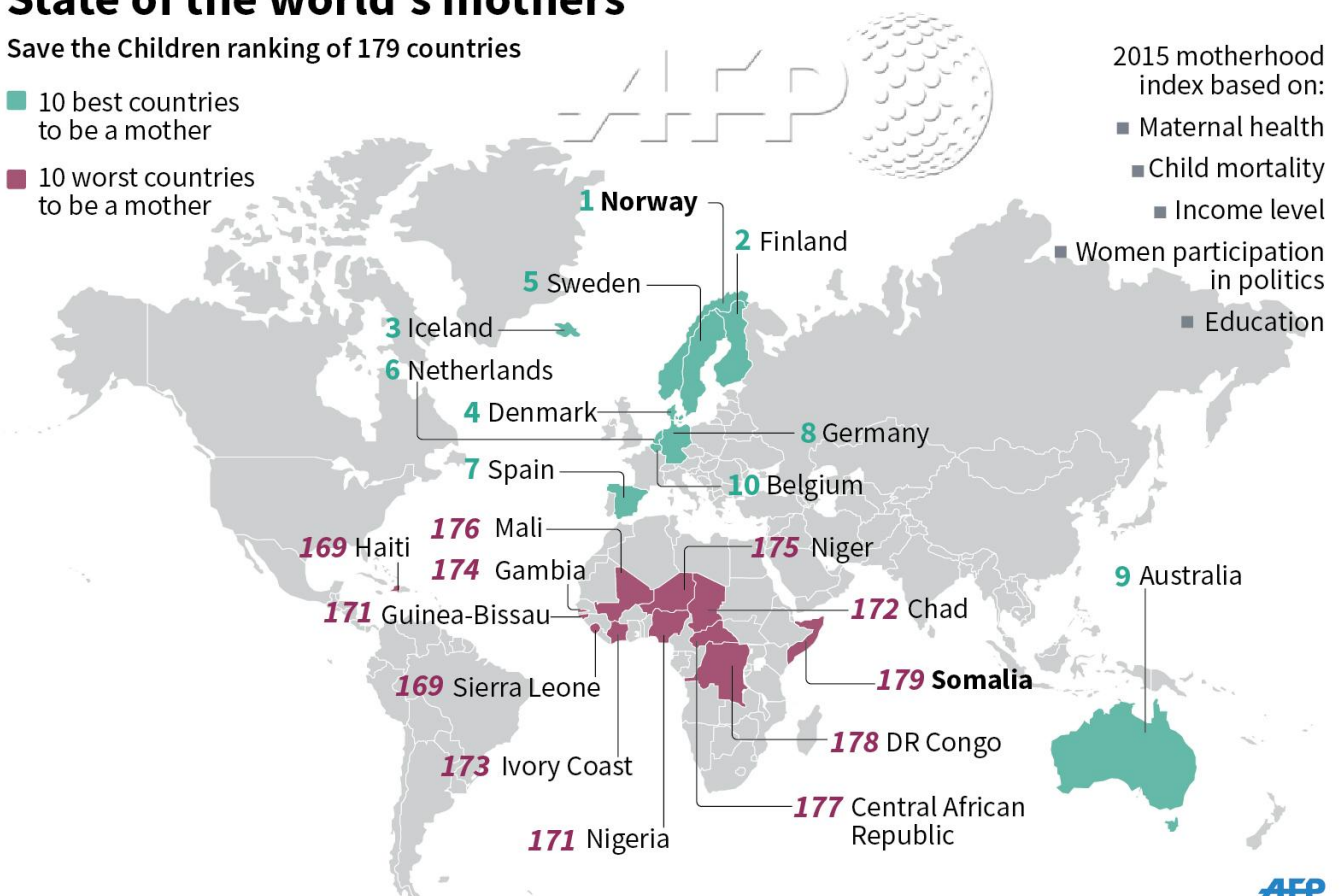 State of the world's mothers
Save the Children ranking of 179 countries
10 best countries
to be a mother
10 worst countries
to be a mother
AFP
2015 motherhood
index based on:
Maternal health
Child mortality
Income level
Women participation
in politics
Education
1 Norway
2 Finland
5 Sweden
3 Iceland
6 Netherlands
4 Denmark
8 Germany
7 Spain
10 Belgium
176 Mali
169 Haiti
175 Niger
174 Gambia
9 Australia
171 Guinea-Bissau
172 Chad
169 Sierra Leone
179 Somalia
178 DR Congo
173 Ivory Coast
177 Central African
Republic
171 Nigeria
AFP